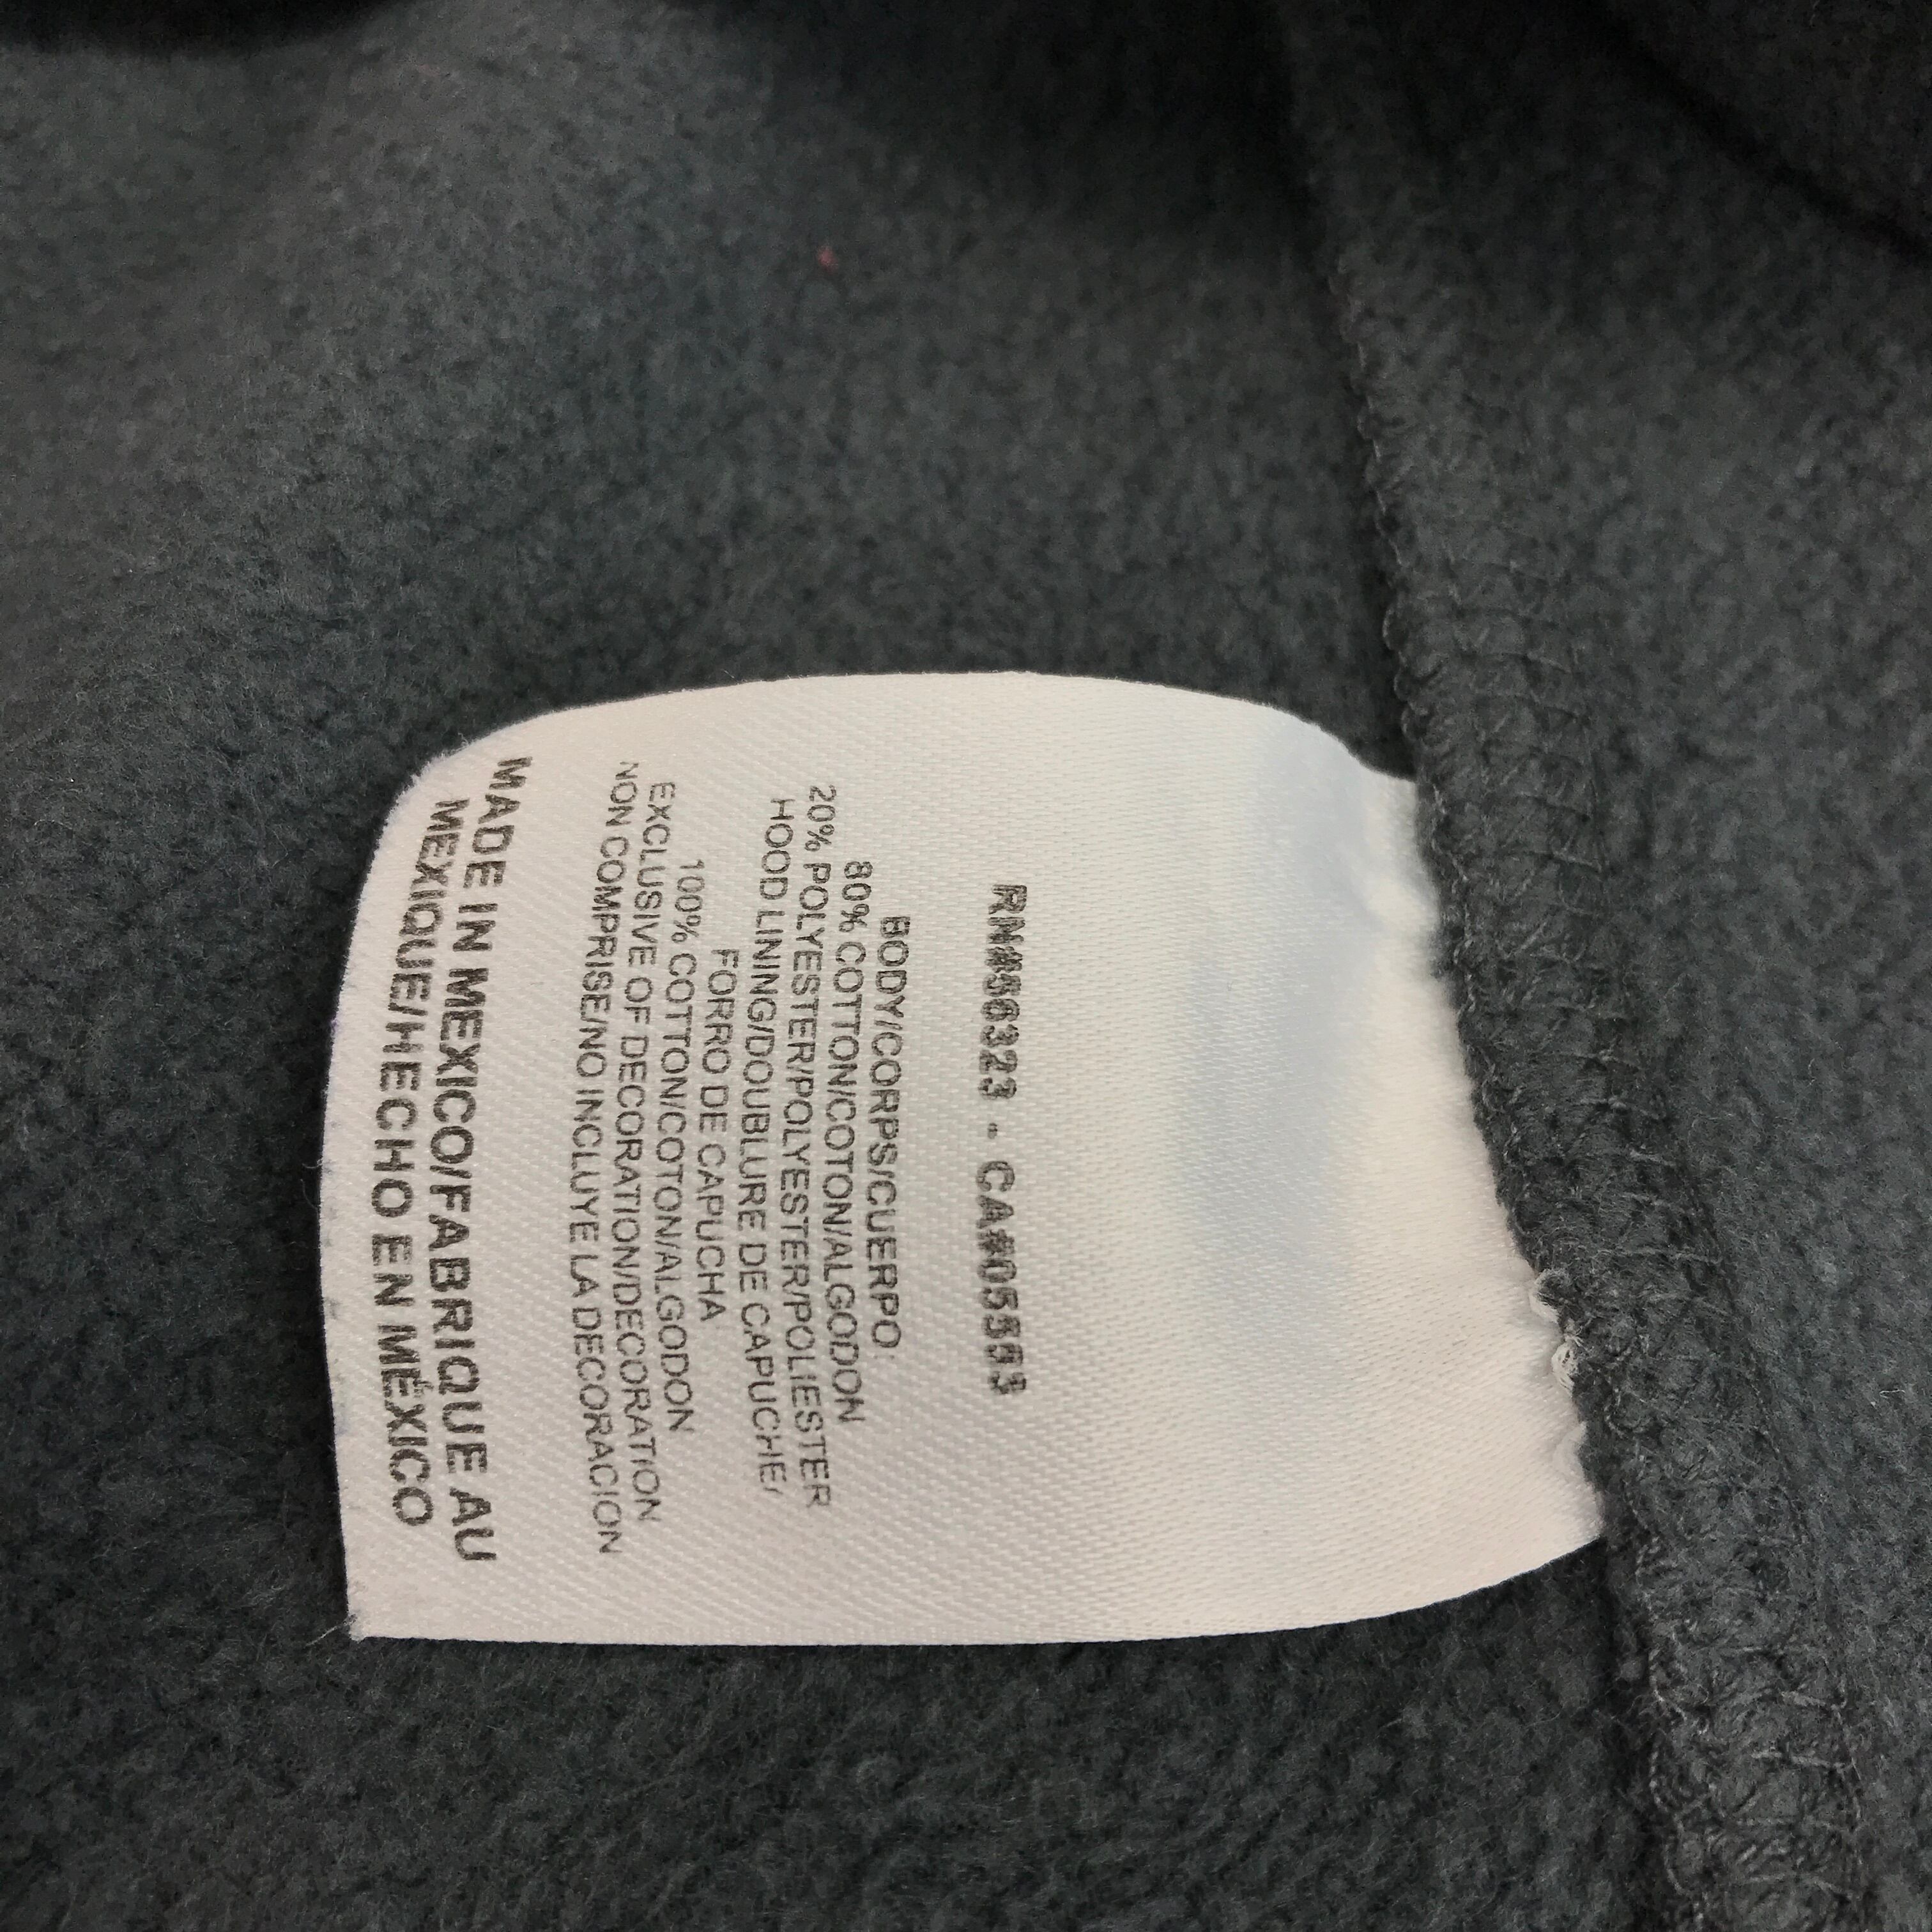 RN#56323 - CA#05553
BODY/CORPS/CUERPO:
80% COTTON/COTON/ALGODON
20% POLYESTER/POLYESTER/POLIESTER
HOOD LINING/DOUBLURE DE CAPUCHE/
FORRO DE CAPUCHA
100% COTTON/COTON/ALGODON
EXCLUSIVE OF DECORATION/DECORATION
NON COMPRISE/NO INCLUYE LA DECORACION
MADE IN MEXICO/FABRIQUE AU
MEXIQUE/HECHO EN MÉXICO